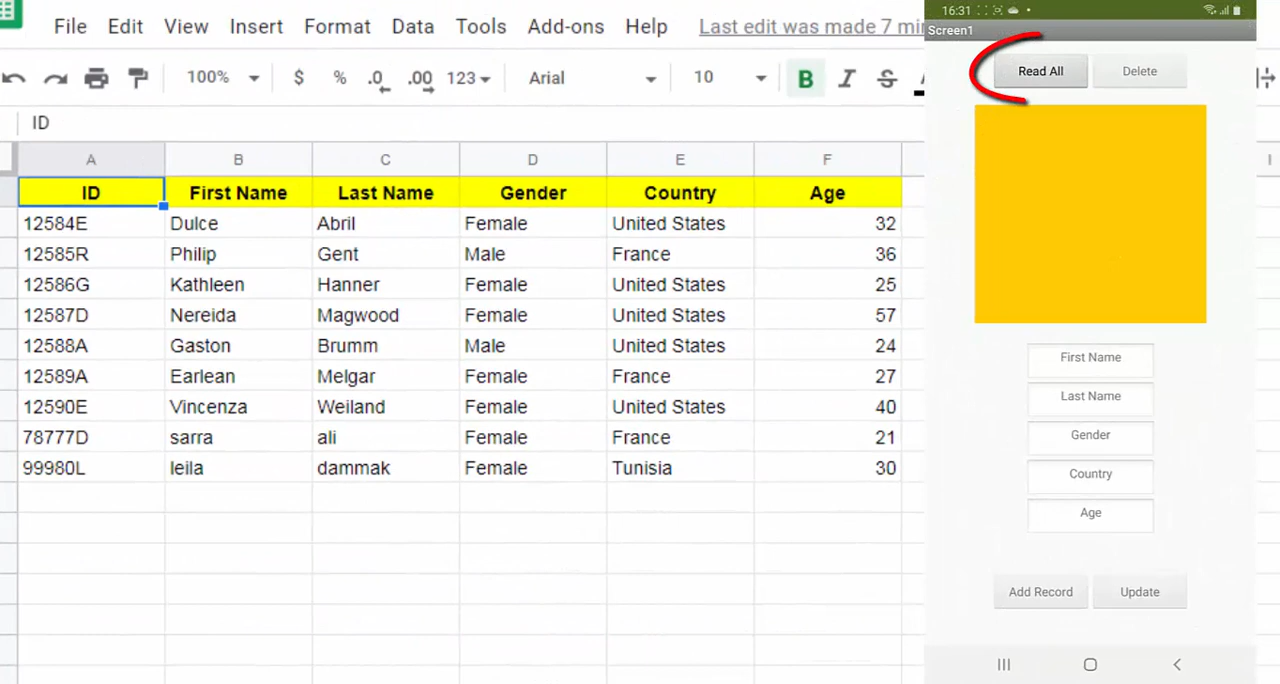 File Edit View Insert Format Data Tools Add-ons Help Last edit was made 7 min
100% $ % .0 .00 123 Arial 10 B I S
ID
A B C D E F I
ID First Name Last Name Gender Country Age
12584E Dulce Abril Female United States 32
12585R Philip Gent Male France 36
12586G Kathleen Hanner Female United States 25
12587D Nereida Magwood Female United States 57
12588A Gaston Brumm Male United States 24
12589A Earlean Melgar Female France 27
12590E Vincenza Weiland Female United States 40
78777D sarra ali Female France 21
99980L leila dammak Female Tunisia 30
16:31
Screen1
Read All Delete
First Name
Last Name
Gender
Country
Age
Add Record Update